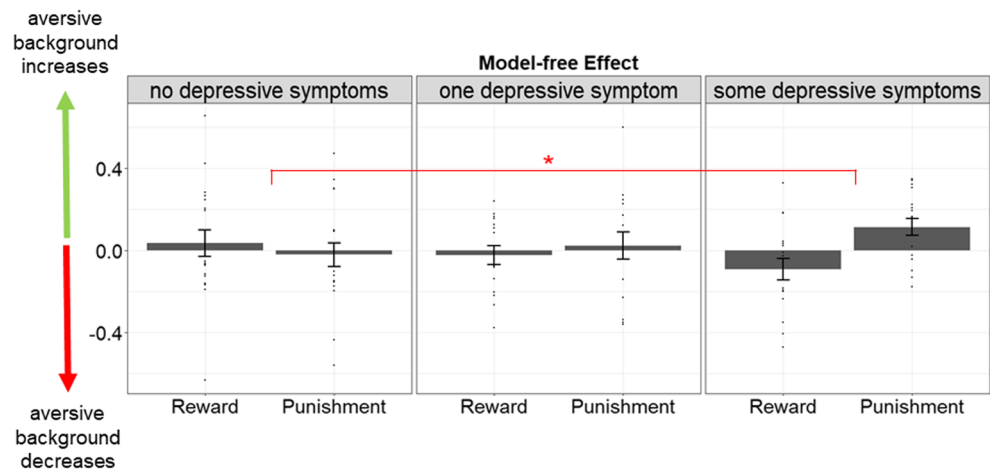 aversive
background
increases
Model-free Effect
no depressive symptoms
one depressive symptom
some depressive symptoms
0.4
*
0.0
-0.4
Reward
Punishment
Reward
Punishment
Reward
Punishment
aversive
background
decreases